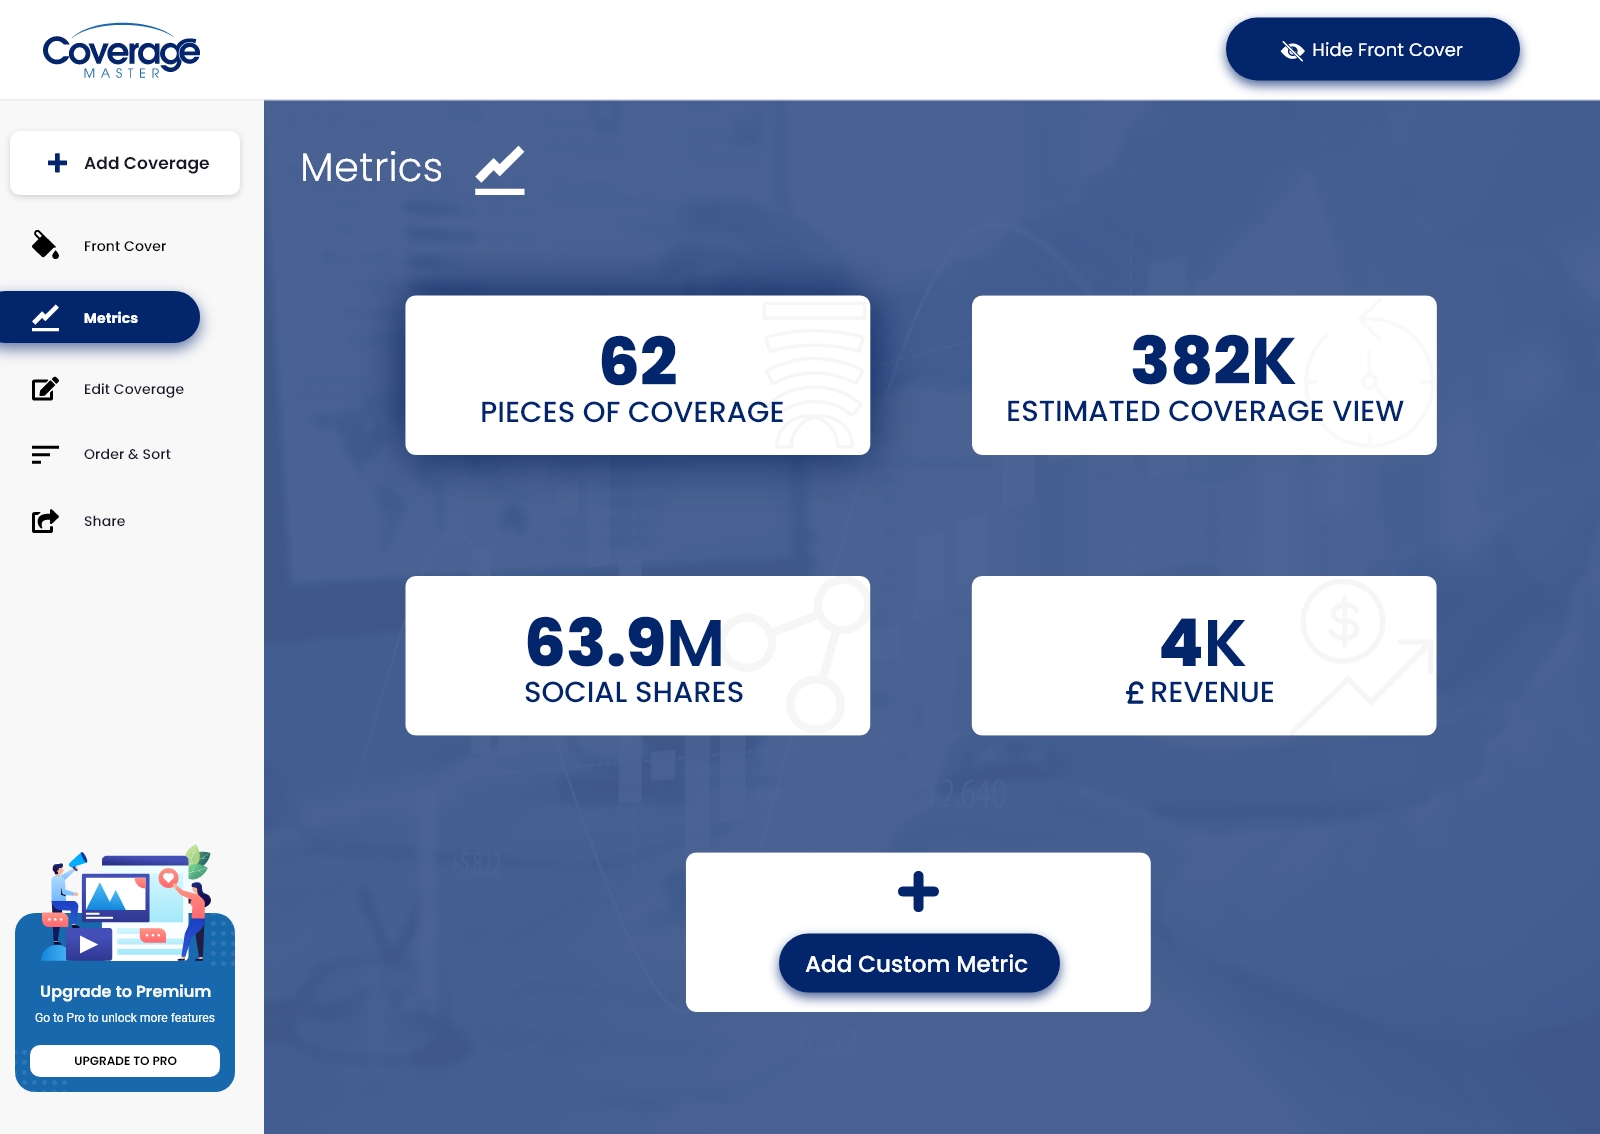 Coverage
MASTER
Hide Front Cover
Add Coverage
Front Cover
Metrics
Edit Coverage
Order & Sort
Share
Upgrade to Premium
Go to Pro to unlock more features
UPGRADE TO PRO
Metrics
62
PIECES OF COVERAGE
382K
ESTIMATED COVERAGE VIEW
63.9M
SOCIAL SHARES
4K
£ REVENUE
2.640
Add Custom Metric